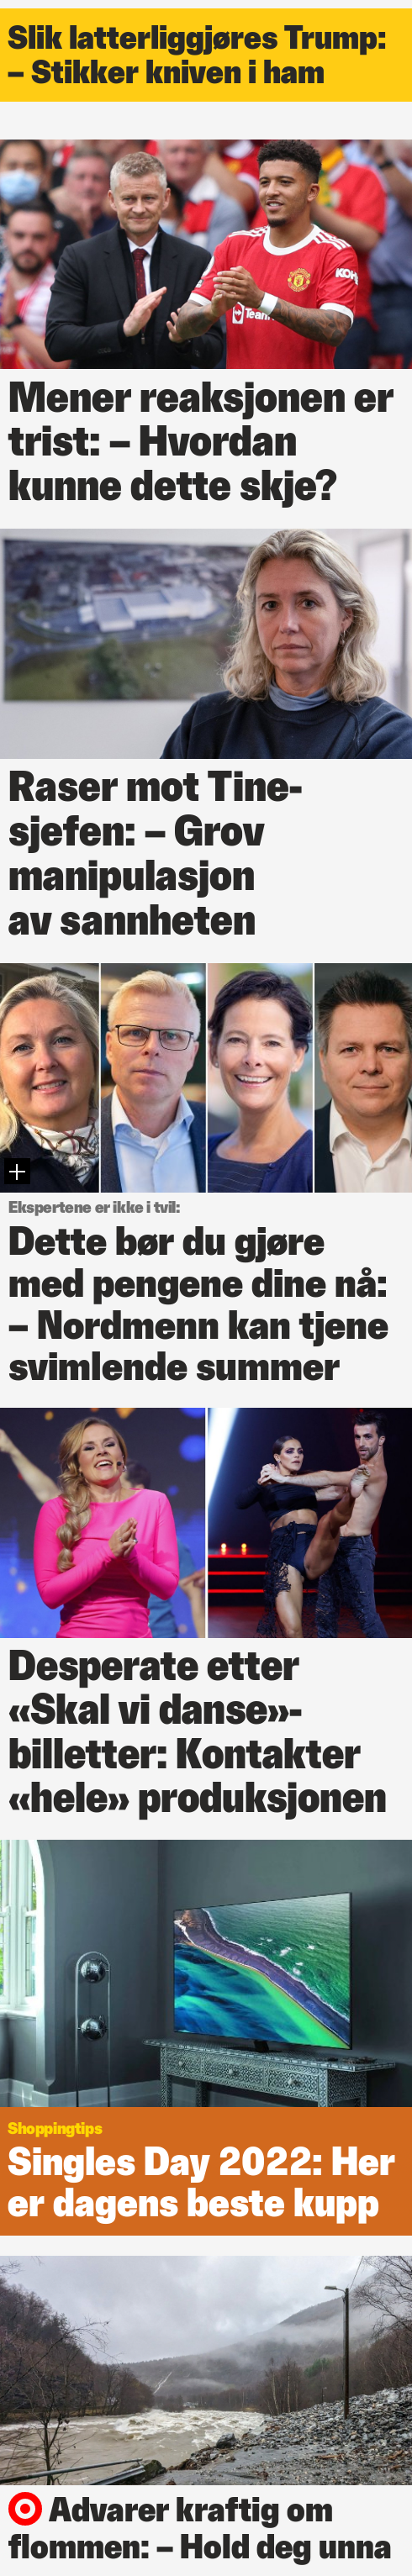 Slik latterliggjøres Trump:
– Stikker kniven i ham
KOH
Team
Mener reaksjonen er
trist: – Hvordan
kunne dette skje?
Raser mot Tine-
sjefen: – Grov
manipulasjon
av sannheten
Ekspertene er ikke i tvil:
Dette bør du gjøre
med pengene dine nå:
– Nordmenn kan tjene
svimlende summer
Desperate etter
«Skal vi danse»-
billetter: Kontakter
«hele» produksjonen
Shoppingtips
Singles Day 2022: Her
er dagens beste kupp
Advarer kraftig om
flommen: – Hold deg unna